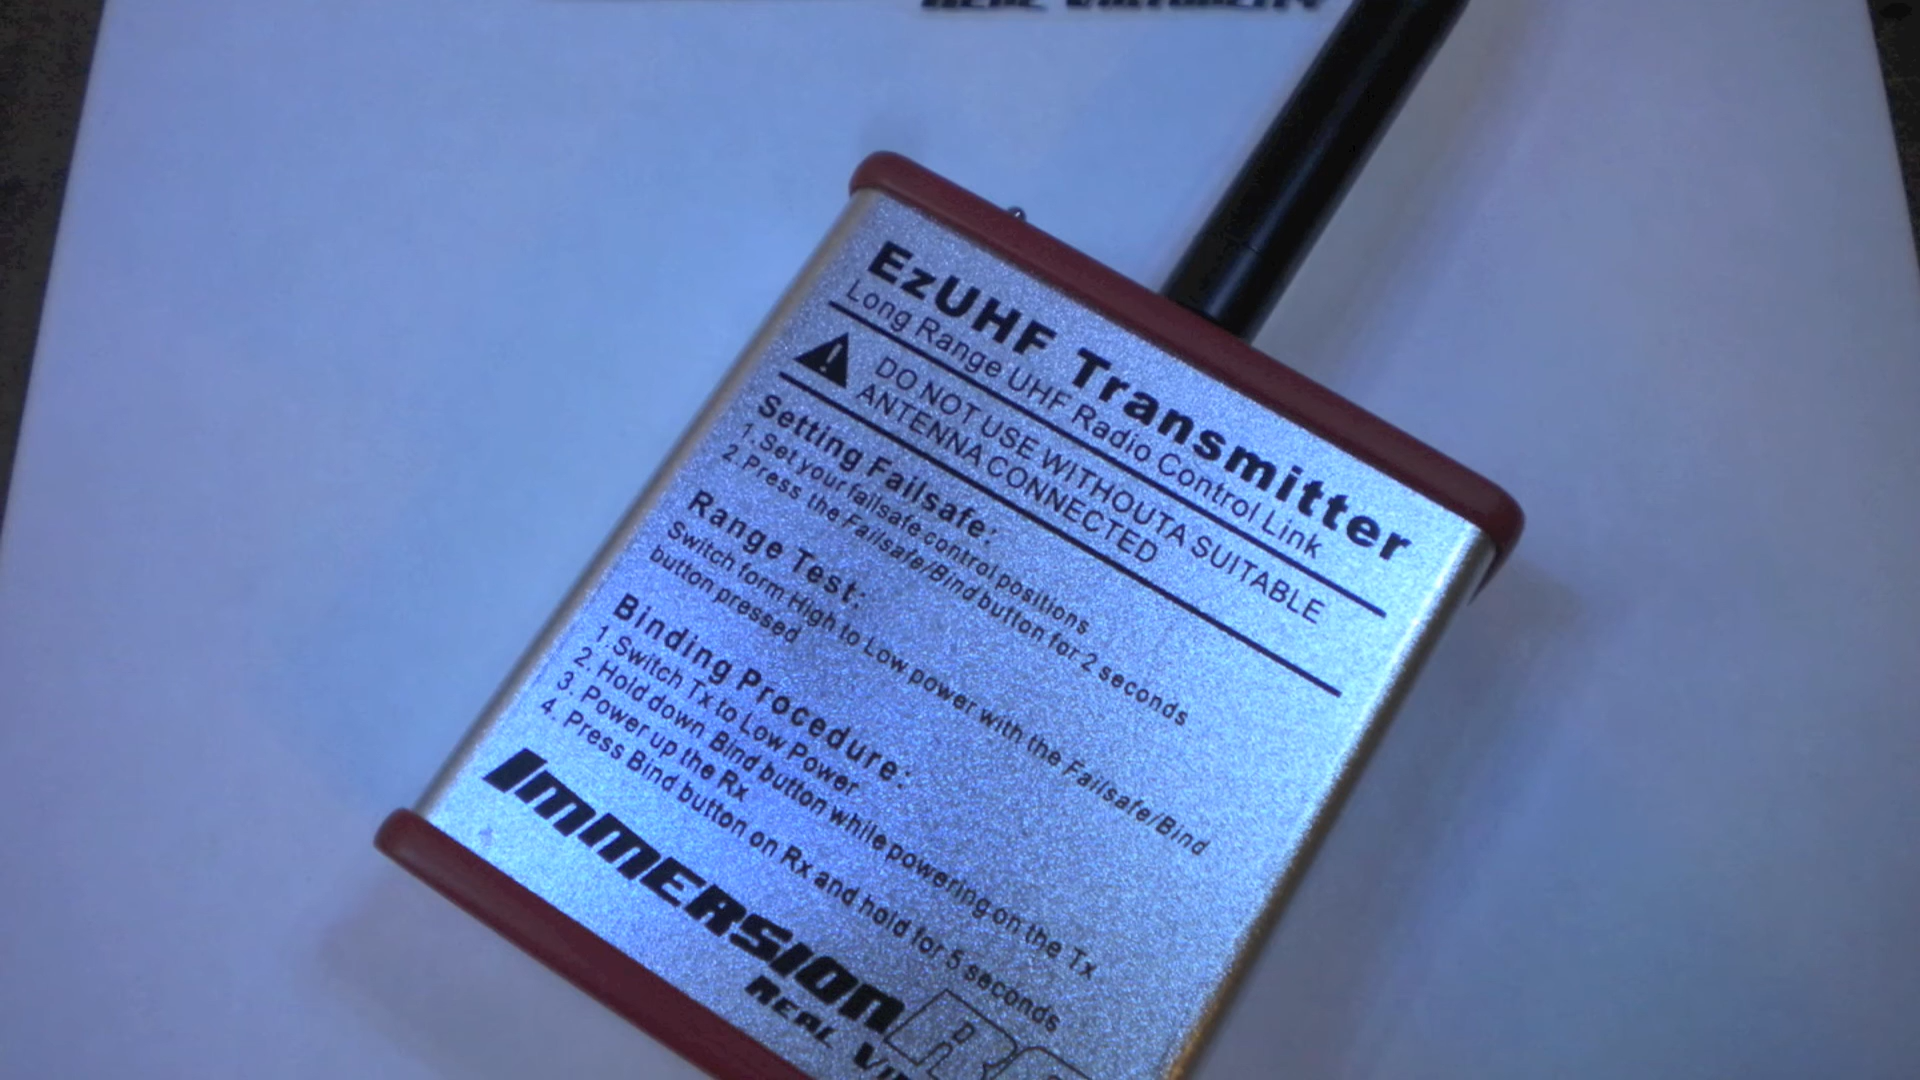 EzUHF Transmitter
Long Range UHF Radio Control Link
DO NOT USE WITHOUTA SUITABLE
ANTENNA CONNECTED
Setting Failsafe:
1. Set your failsafe control positions
2. Press the Failsafe/Bind button for 2 seconds
Range Test:
Switch form High to Low power with the Failsafe/Bind
button pressed
Binding Procedure:
1. Switch Tx to Low Power
2. Hold down Bind button while powering on the Tx
3. Power up the Rx
4. Press Bind button on Rx and hold for 5 seconds
IMMERSION RC
REAL